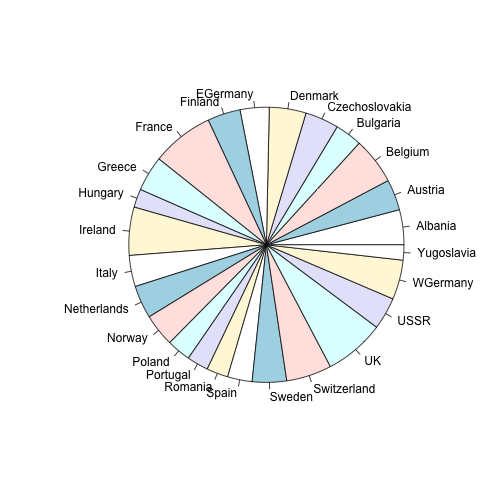 EGermany
Denmark
Finland
Czechoslovakia
Bulgaria
France
Belgium
Greece
Austria
Hungary
Albania
Ireland
Yugoslavia
Italy
WGermany
Netherlands
USSR
Norway
UK
Poland
Portugal
Romania
Switzerland
Spain
Sweden